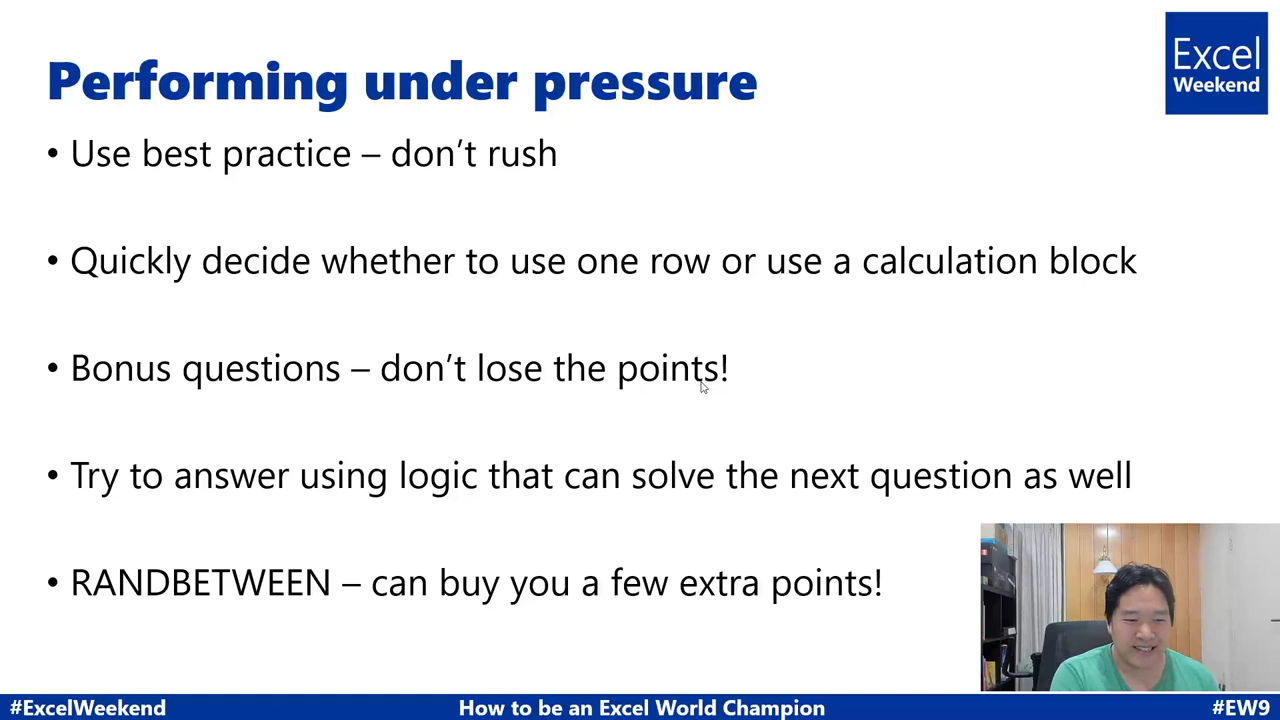 Excel
Weekend
Performing under pressure
• Use best practice – don’t rush
• Quickly decide whether to use one row or use a calculation block
• Bonus questions – don’t lose the points!
• Try to answer using logic that can solve the next question as well
• RANDBETWEEN – can buy you a few extra points!
#ExcelWeekend
How to be an Excel World Champion
#EW9